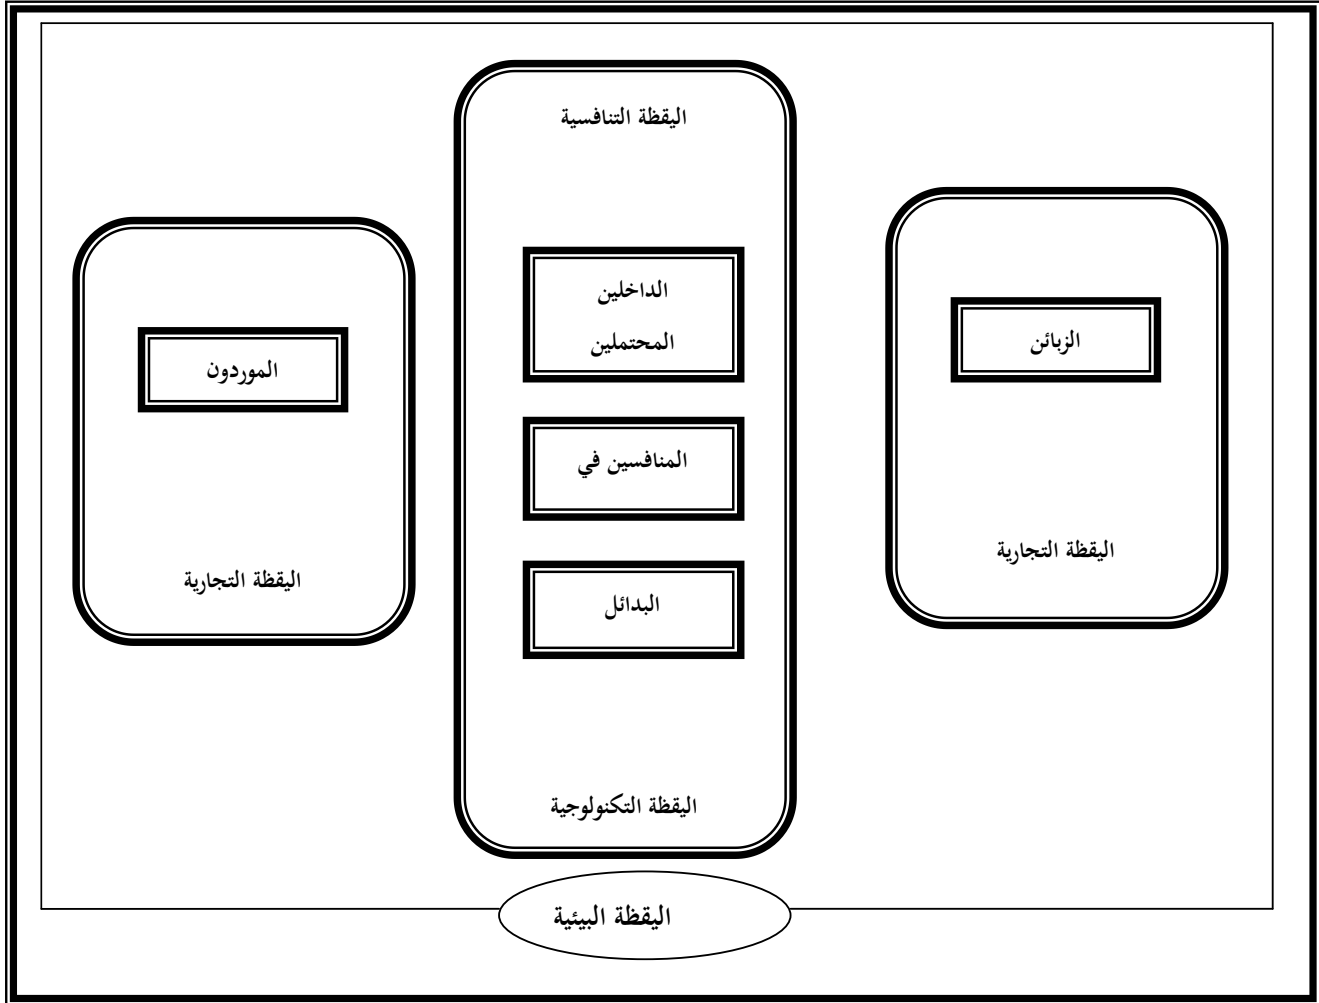 اليقظة التنافسية
الداخلين
المحتملين
الزبائن
الموردون
المنافسين في
اليقظة التجارية
اليقظة التجارية
البدائل
اليقظة التكنولوجية
اليقظة البيئية